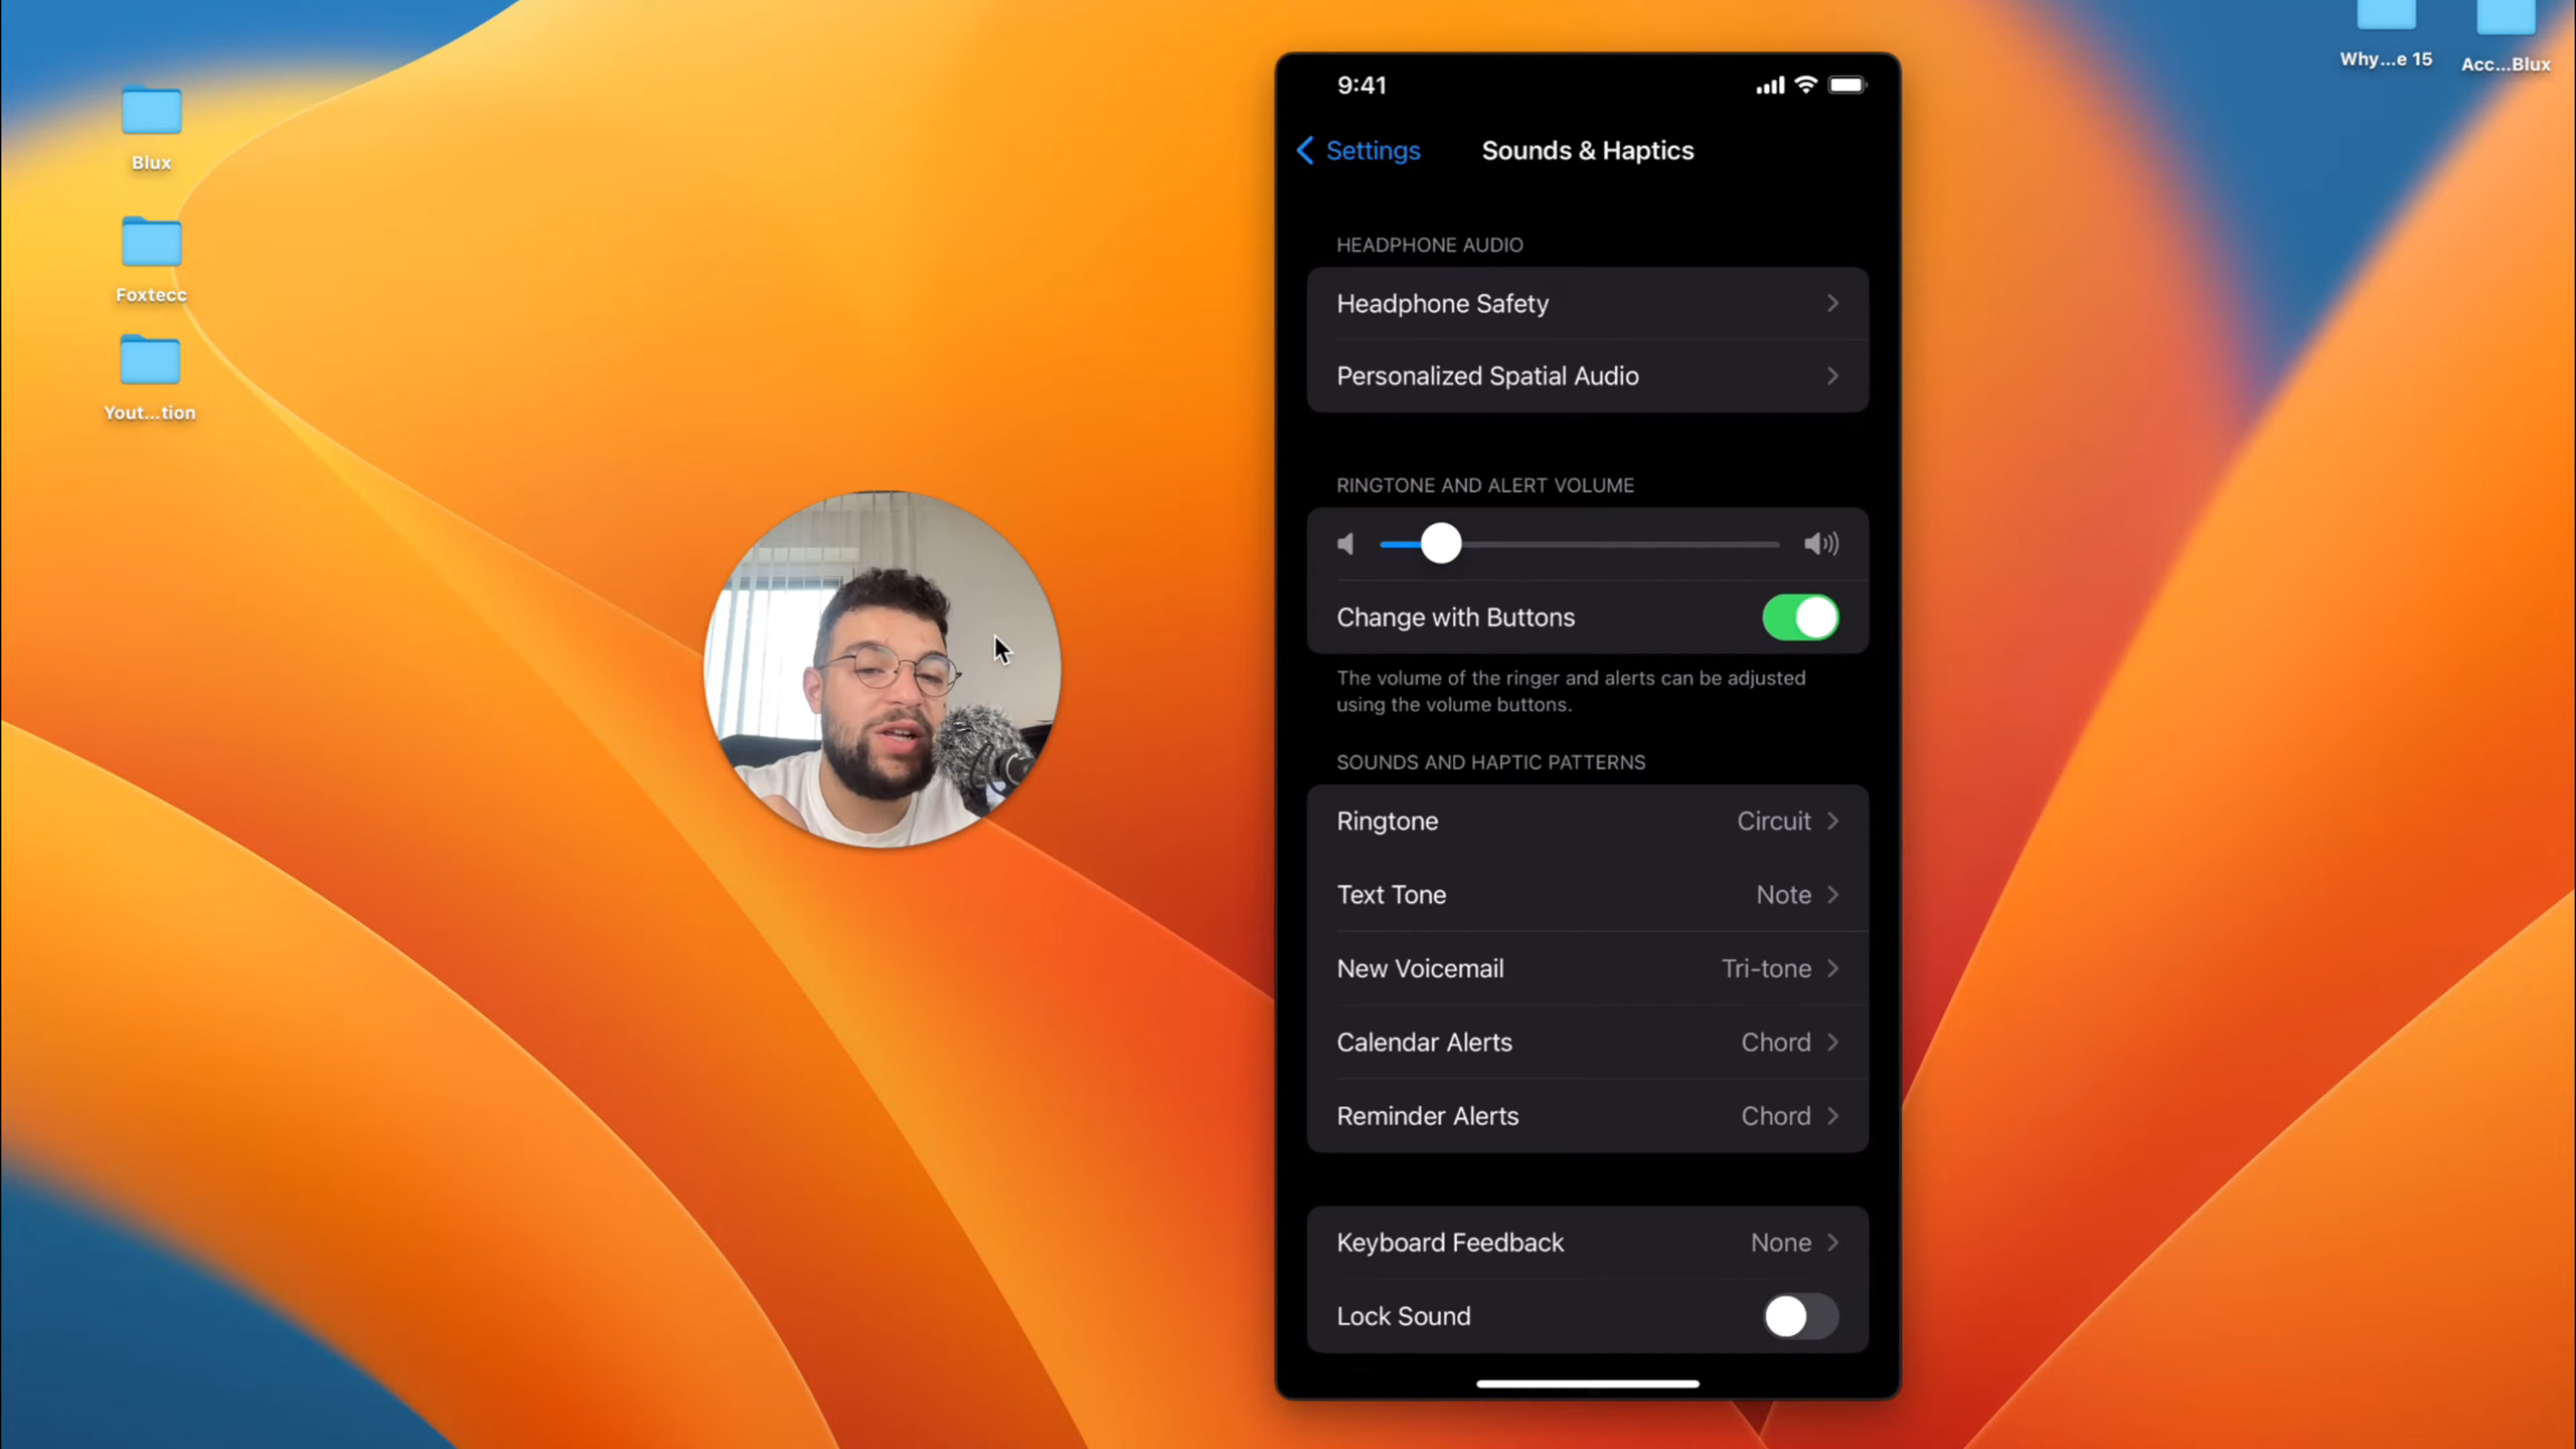 Why...e 15
Acc...Blux
Blux
Foxtecc
Yout...tion
9:41
Settings
Sounds & Haptics
HEADPHONE AUDIO
Headphone Safety
Personalized Spatial Audio
RINGTONE AND ALERT VOLUME
Change with Buttons
The volume of the ringer and alerts can be adjusted
using the volume buttons.
SOUNDS AND HAPTIC PATTERNS
Ringtone Circuit
Text Tone Note
New Voicemail Tri-tone
Calendar Alerts Chord
Reminder Alerts Chord
Keyboard Feedback None
Lock Sound